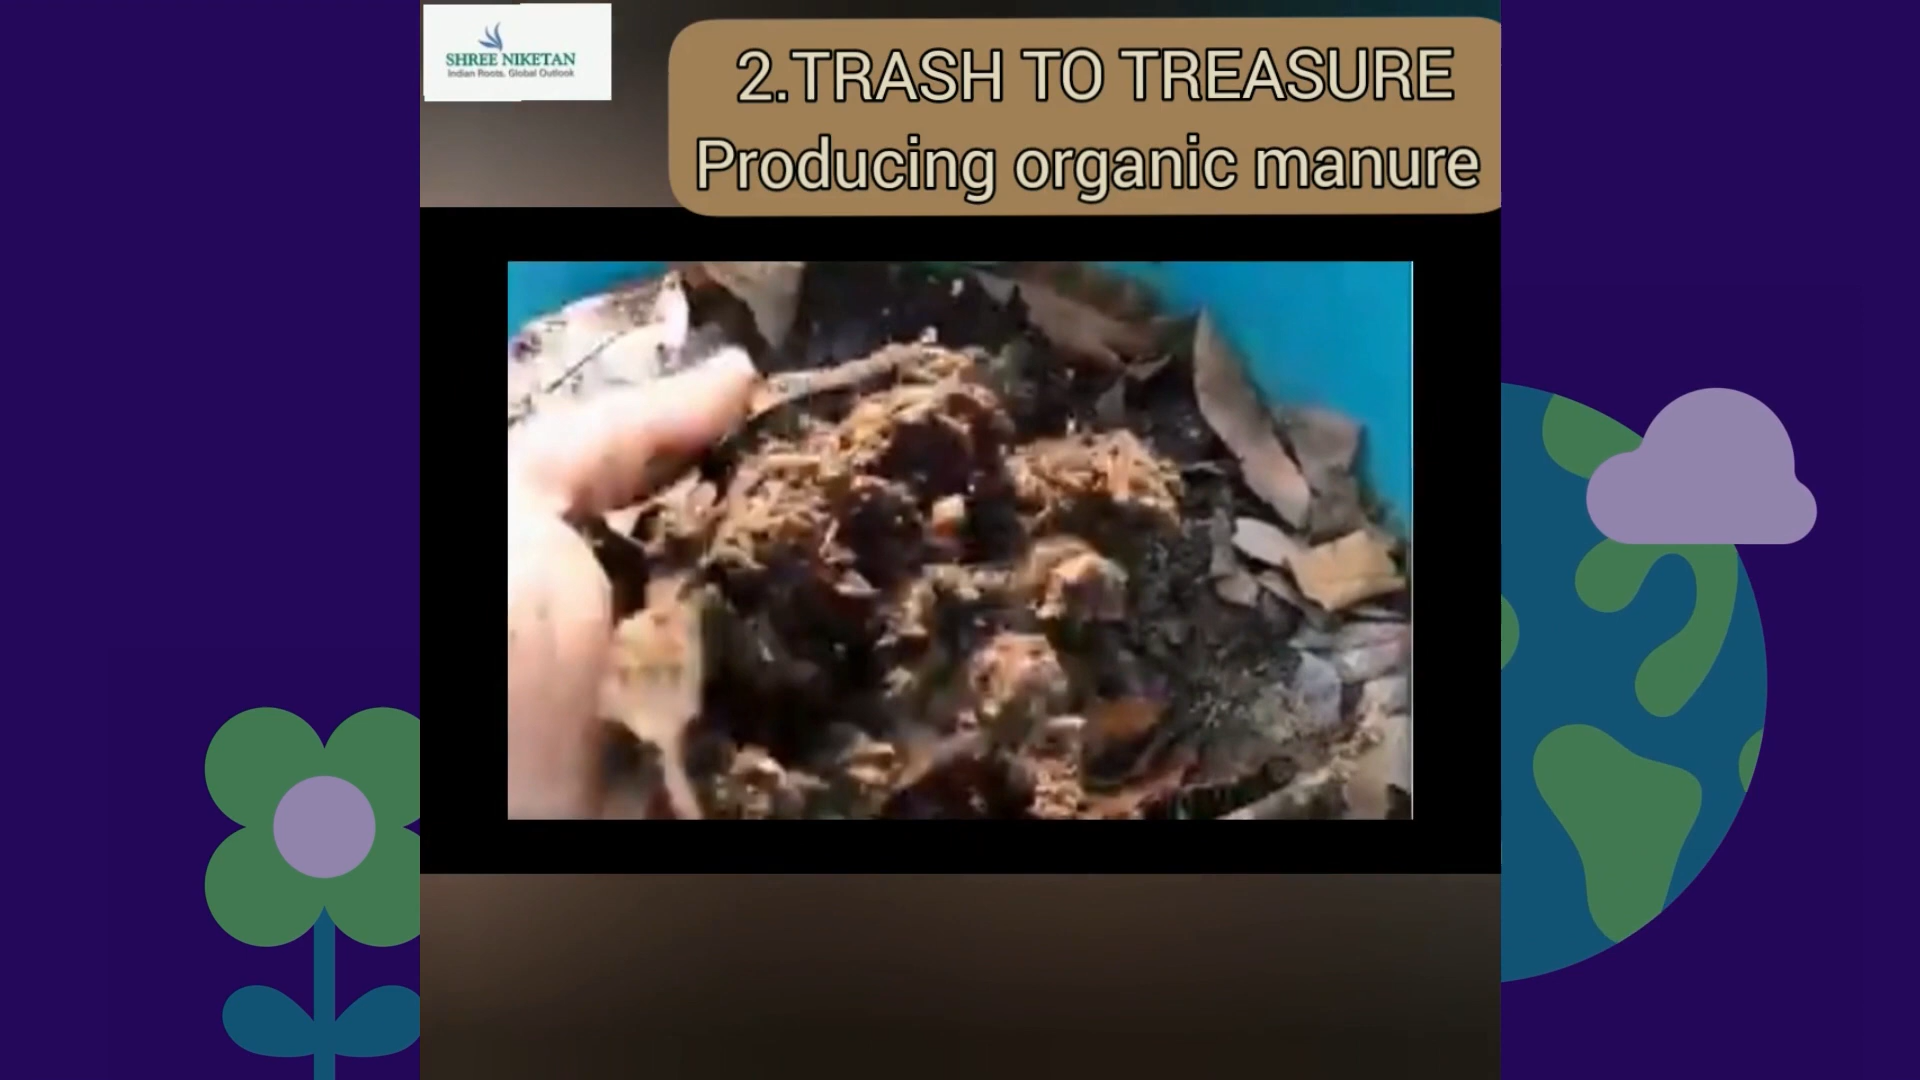 SHREE NIKETAN
Indian Roots. Global Outlook
2.TRASH TO TREASURE
Producing organic manure